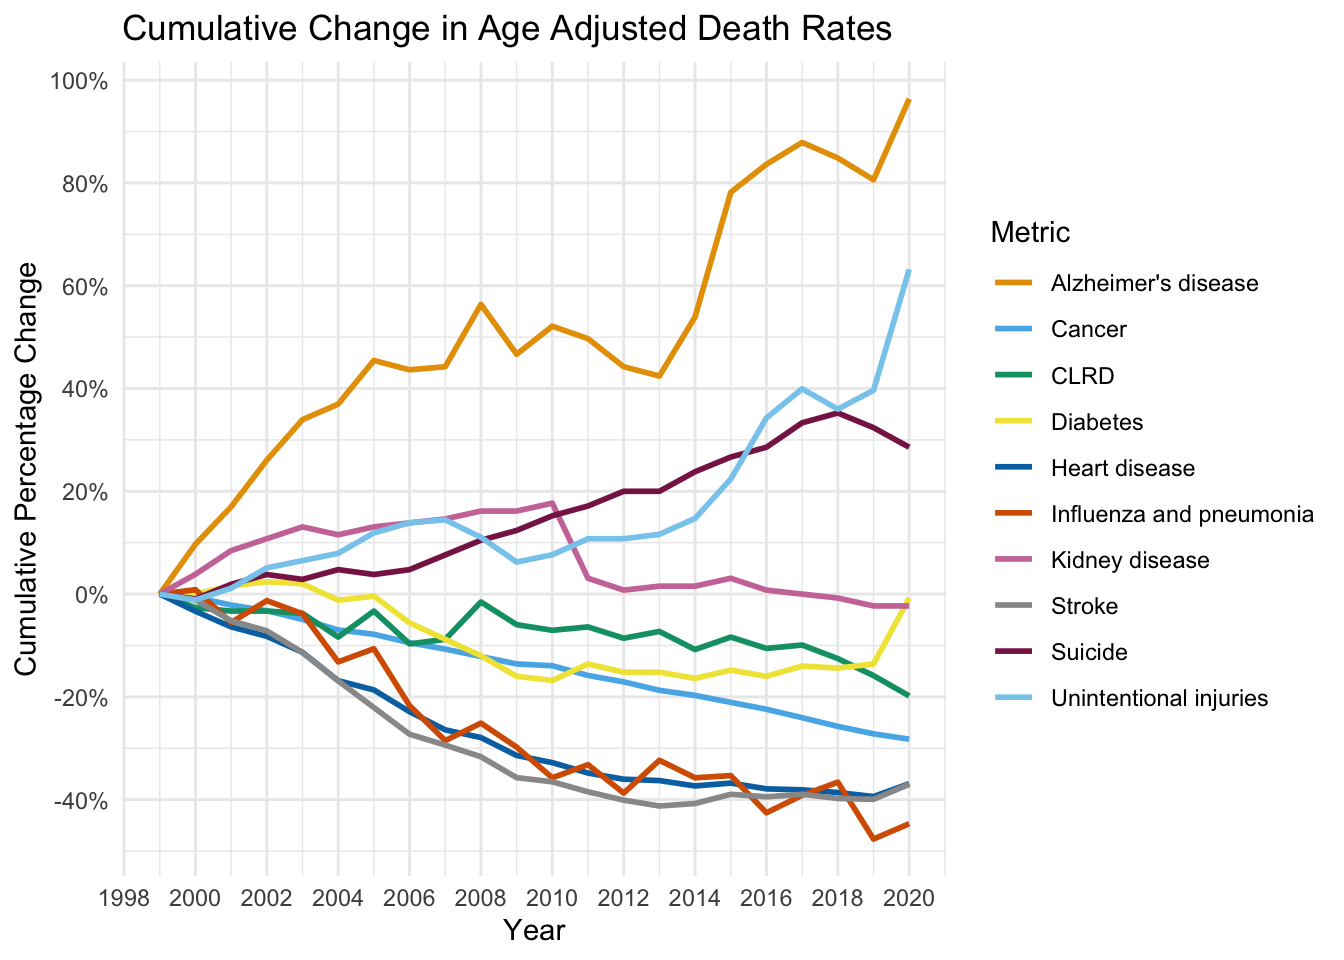 Cumulative Change in Age Adjusted Death Rates
100%
80%
60%
40%
20%
0%
-20%
-40%
Cumulative Percentage Change
1998 2000 2002 2004 2006 2008 2010 2012 2014 2016 2018 2020
Year
Metric
Alzheimer's disease
Cancer
CLRD
Diabetes
Heart disease
Influenza and pneumonia
Kidney disease
Stroke
Suicide
Unintentional injuries